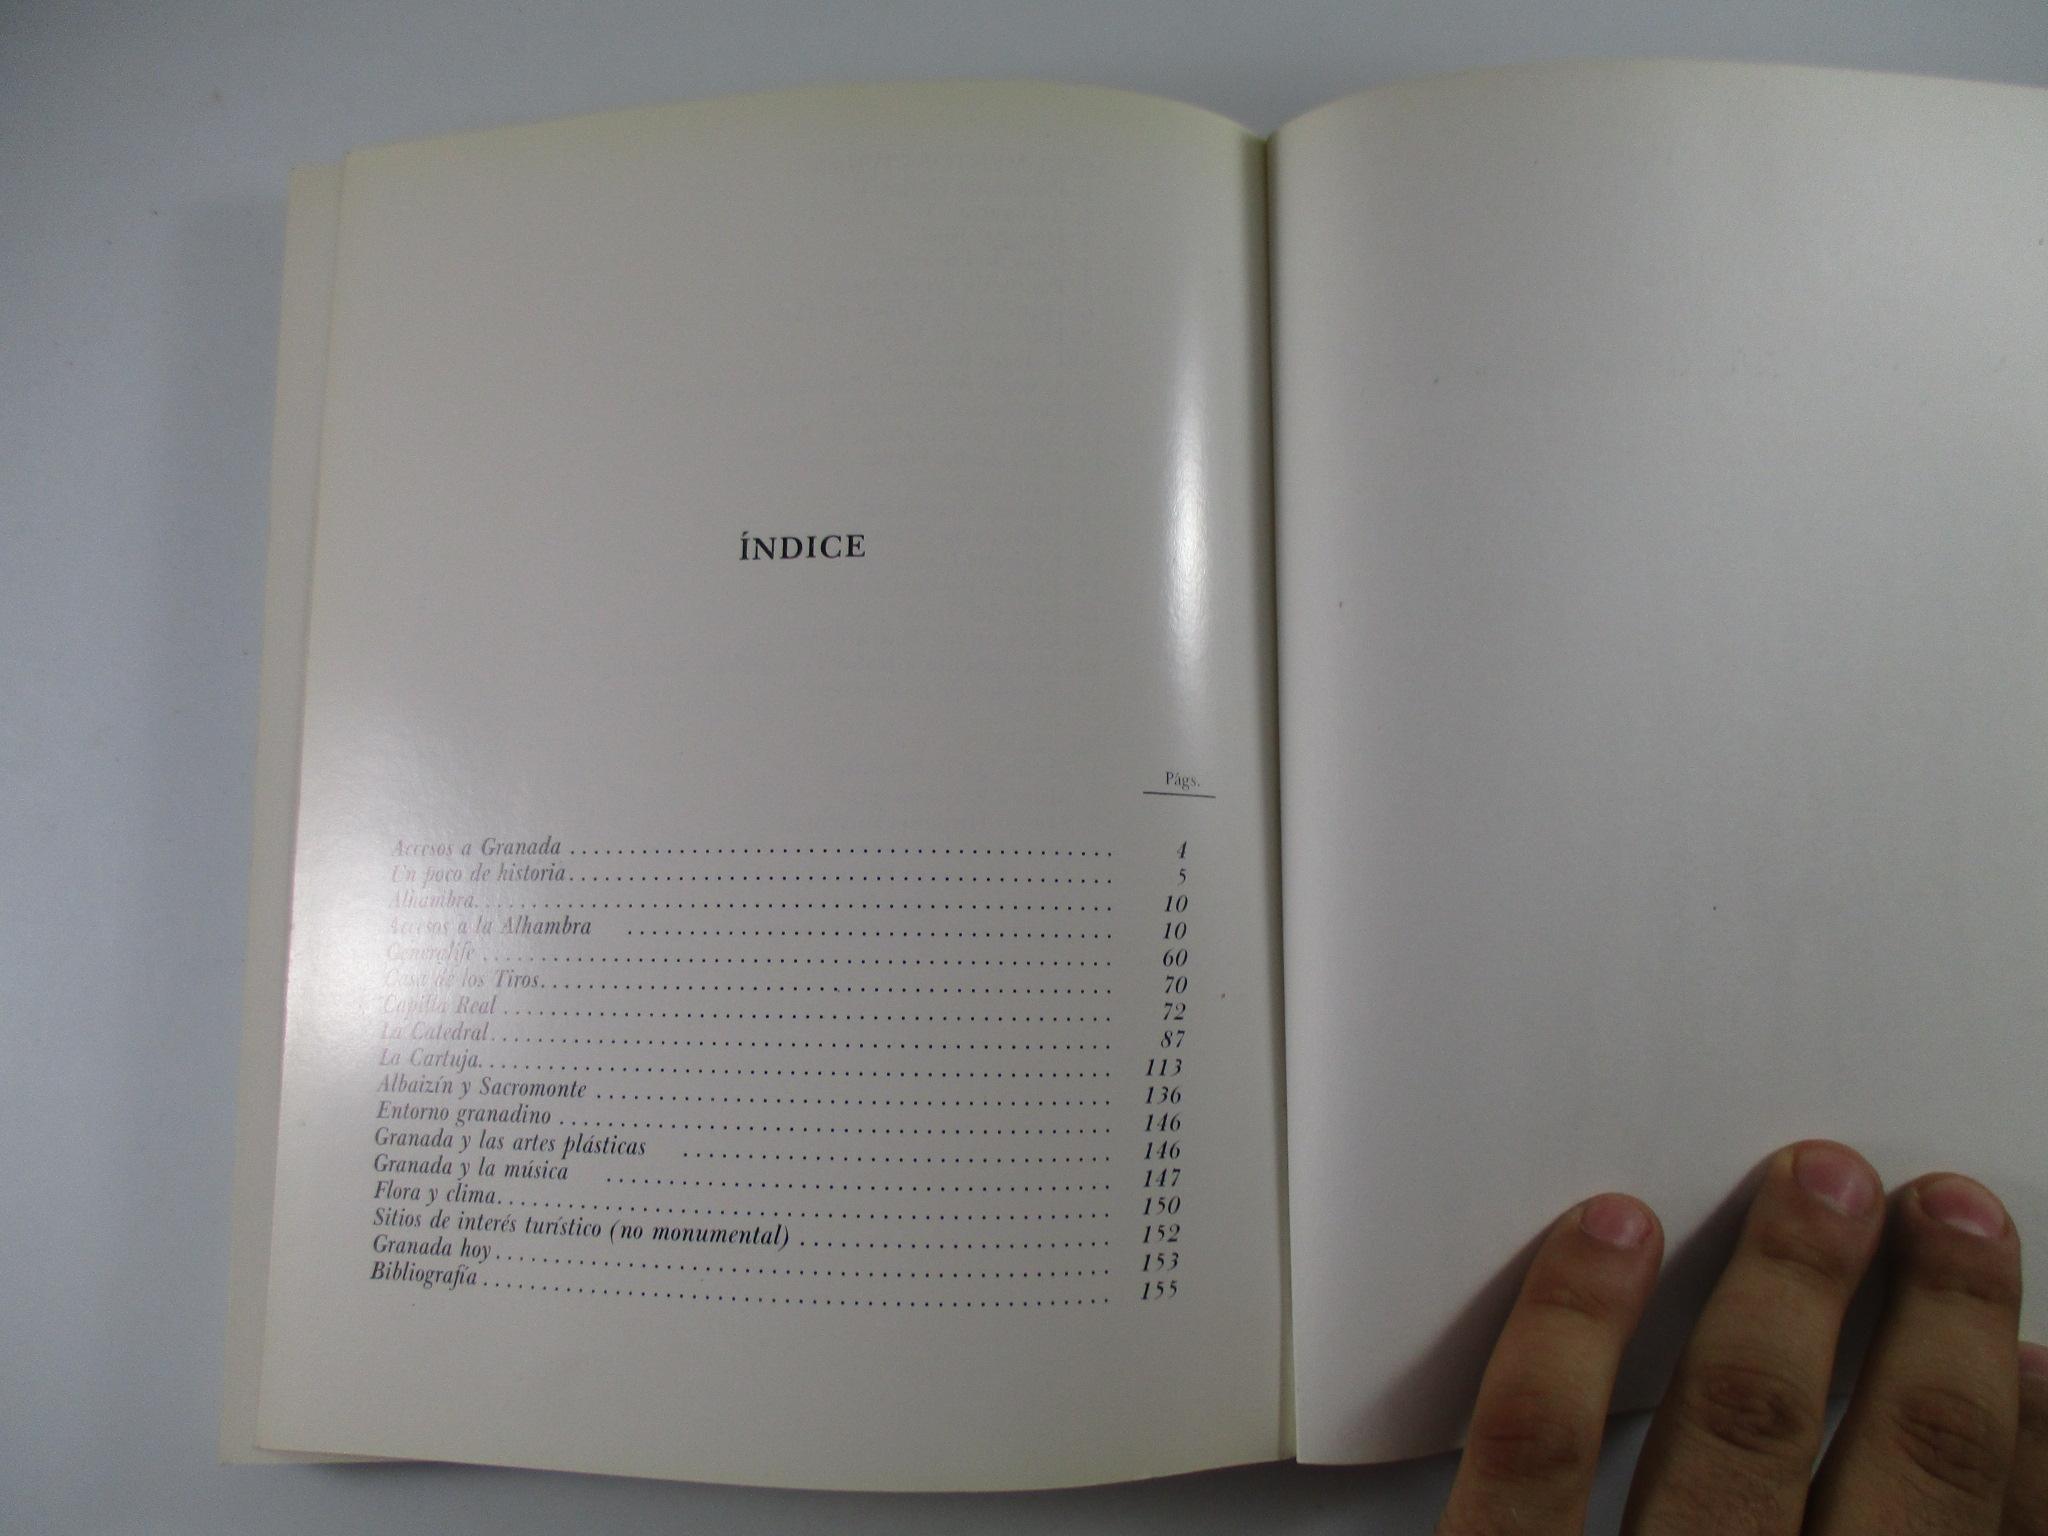 ÍNDICE
Págs.
Accesos a Granada . . . . . . . . . . . . . . . . . . . . . . . . . . . . . . . . . . . . . . . . 4
Un poco de historia. . . . . . . . . . . . . . . . . . . . . . . . . . . . . . . . . . . . . . . . 5
Alhambra. . . . . . . . . . . . . . . . . . . . . . . . . . . . . . . . . . . . . . . . 10
Accesos a la Alhambra . . . . . . . . . . . . . . . . . . . . . . . . . . . . . . . . . . . . 10
Generalife . . . . . . . . . . . . . . . . . . . . . . . . . . . . . . . . . . . . . . . . 60
Casa de los Tiros. . . . . . . . . . . . . . . . . . . . . . . . . . . . . . . . . . . . . . . . 70
Capilla Real . . . . . . . . . . . . . . . . . . . . . . . . . . . . . . . . . . . . . . . . 72
La Catedral. . . . . . . . . . . . . . . . . . . . . . . . . . . . . . . . . . . . . . . . 87
La Cartuja. . . . . . . . . . . . . . . . . . . . . . . . . . . . . . . . . . . . . . . . 113
Albaizín y Sacromonte . . . . . . . . . . . . . . . . . . . . . . . . . . . . . . . . . . . . 136
Entorno granadino . . . . . . . . . . . . . . . . . . . . . . . . . . . . . . . . . . . . . . . . 146
Granada y las artes plásticas . . . . . . . . . . . . . . . . . . . . . . . . . . . . . . . . 146
Granada y la música . . . . . . . . . . . . . . . . . . . . . . . . . . . . . . . . . . . . 147
Flora y clima. . . . . . . . . . . . . . . . . . . . . . . . . . . . . . . . . . . . . . . . 150
Sitios de interés turístico (no monumental) . . . . . . . . . . . . . . . . . . . . . . . 152
Granada hoy . . . . . . . . . . . . . . . . . . . . . . . . . . . . . . . . . . . . . . . . 153
Bibliografía . . . . . . . . . . . . . . . . . . . . . . . . . . . . . . . . . . . . . . . . 155